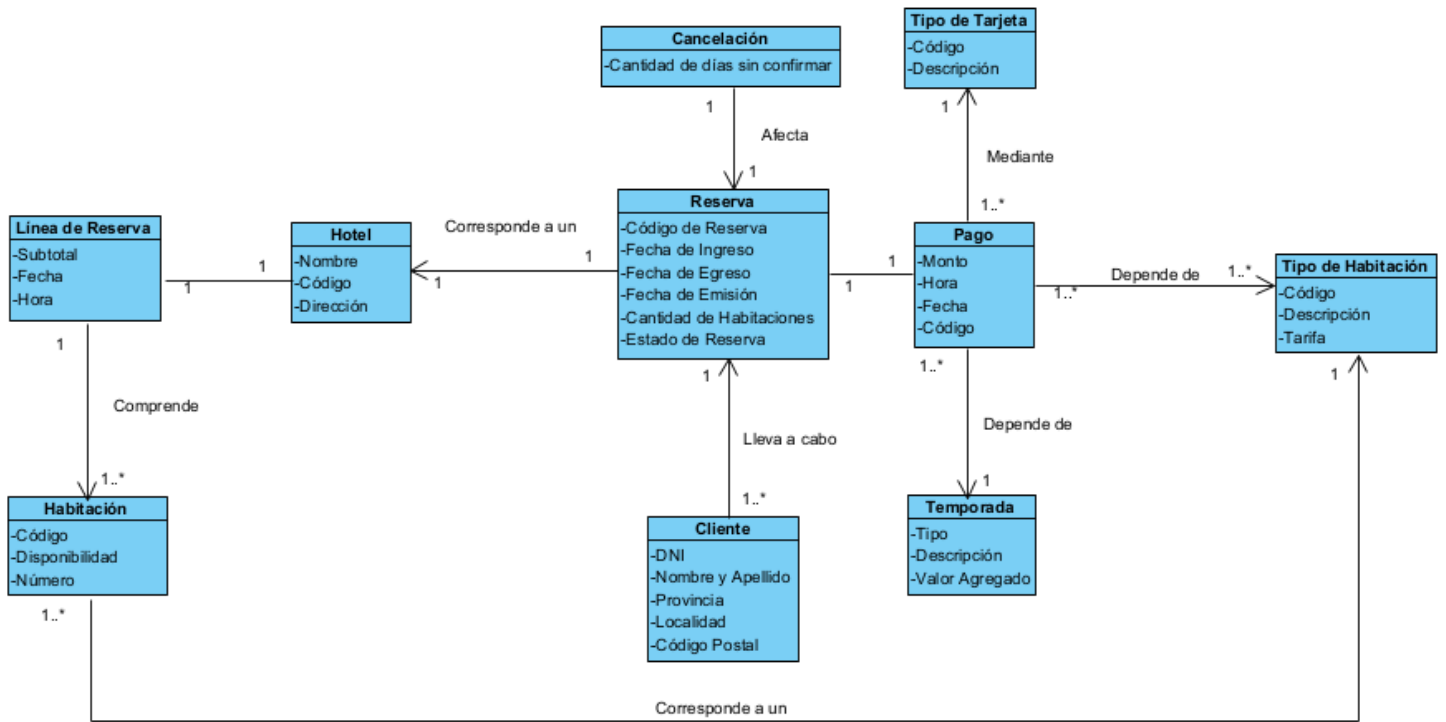 Cancelación
-Cantidad de días sin confirmar
1
Afecta
1
Tipo de Tarjeta
-Código
-Descripción
1
Mediante
1..*
Línea de Reserva
-Subtotal
-Fecha
-Hora
1
1
1
Hotel
-Nombre
-Código
-Dirección
Corresponde a un
1
1
Reserva
-Código de Reserva
-Fecha de Ingreso
-Fecha de Egreso
-Fecha de Emisión
-Cantidad de Habitaciones
-Estado de Reserva
1
1
Pago
-Monto
-Hora
-Fecha
-Código
Depende de
1..*
1..*
Tipo de Habitación
-Código
-Descripción
-Tarifa
1
Comprende
1..*
Habitación
-Código
-Disponibilidad
-Número
1..*
1
Lleva a cabo
1..*
Cliente
-DNI
-Nombre y Apellido
-Provincia
-Localidad
-Código Postal
1..*
Depende de
1
Temporada
-Tipo
-Descripción
-Valor Agregado
Corresponde a un